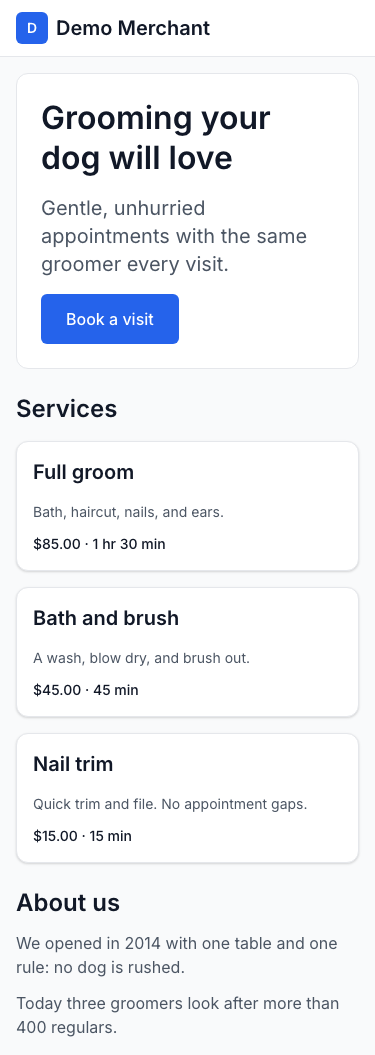 D Demo Merchant
Grooming your
dog will love
Gentle, unhurried
appointments with the same
groomer every visit.
Book a visit
Services
Full groom
Bath, haircut, nails, and ears.
$85.00 · 1 hr 30 min
Bath and brush
A wash, blow dry, and brush out.
$45.00 · 45 min
Nail trim
Quick trim and file. No appointment gaps.
$15.00 · 15 min
About us
We opened in 2014 with one table and one
rule: no dog is rushed.
Today three groomers look after more than
400 regulars.